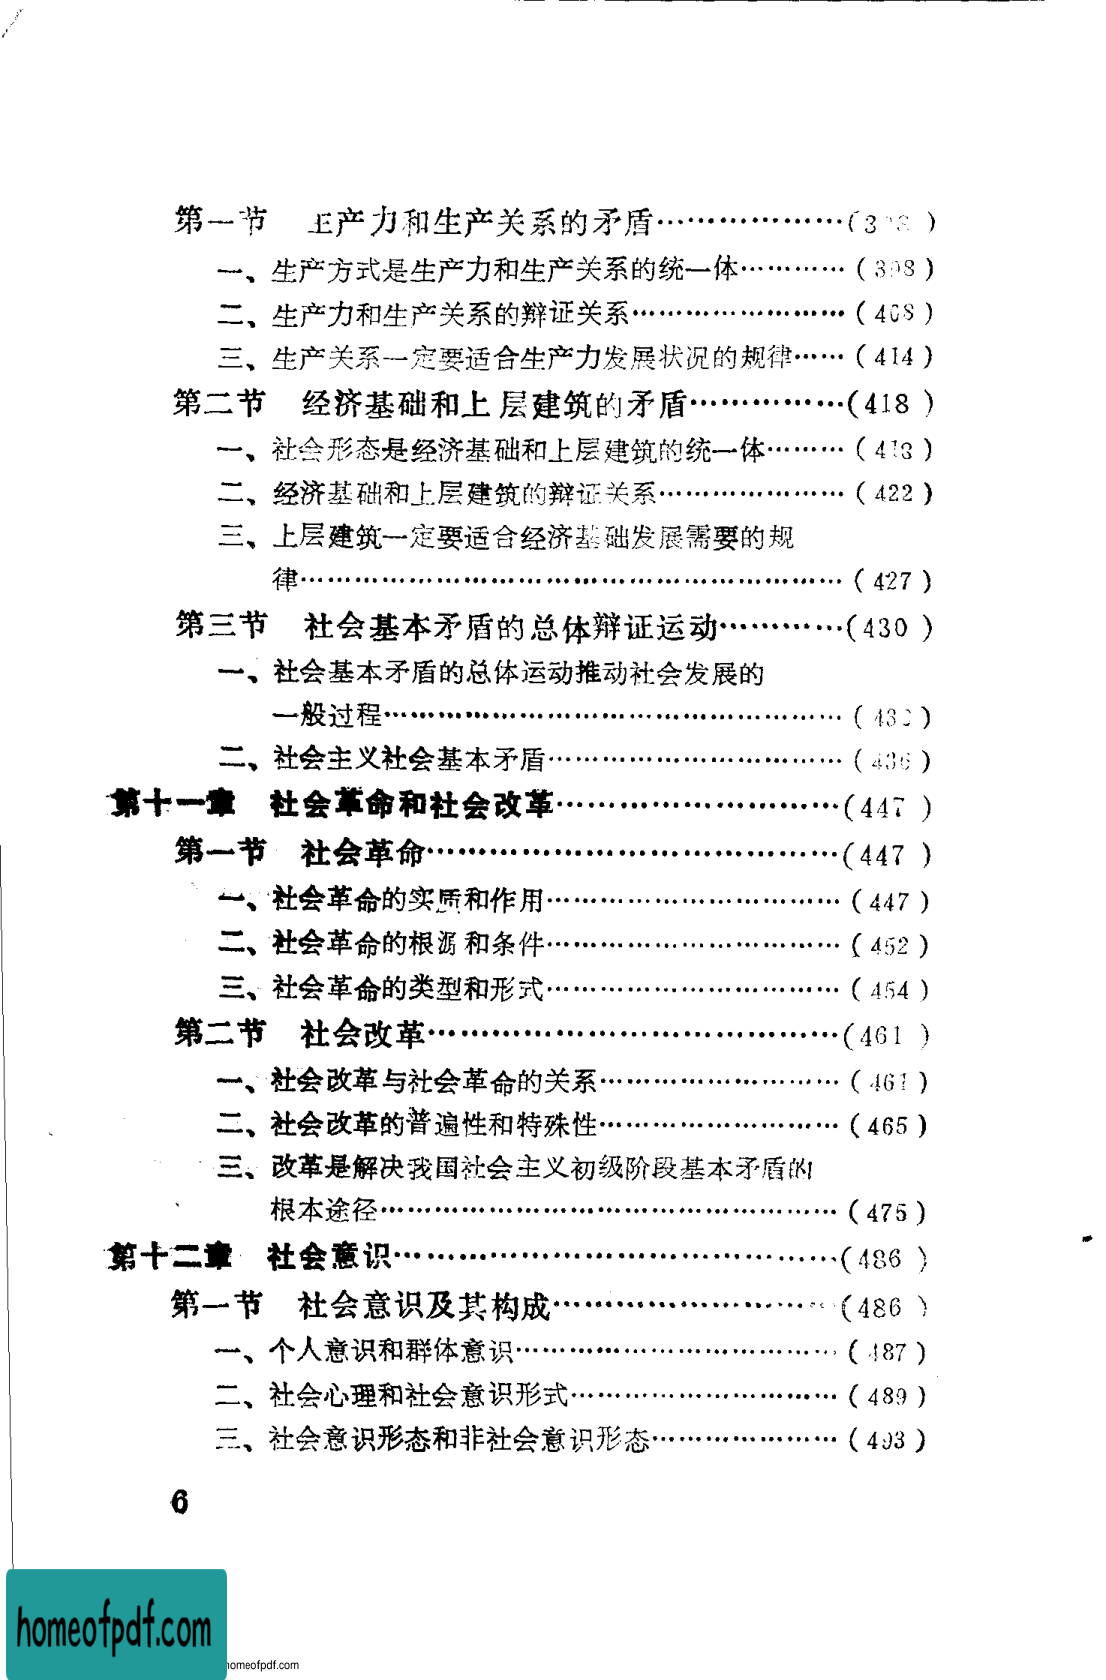 第一节　生产力和生产关系的矛盾………………(398)
一、生产方式是生产力和生产关系的统一体…………(398)
二、生产力和生产关系的辩证关系……………………(408)
三、生产关系一定要适合生产力发展状况的规律……(414)
第二节　经济基础和上层建筑的矛盾……………(418)
一、社会形态是经济基础和上层建筑的统一体………(418)
二、经济基础和上层建筑的辩证关系…………………(422)
三、上层建筑一定要适合经济基础发展需要的规
律……………………………………………………(427)
第三节　社会基本矛盾的总体辩证运动…………(430)
一、社会基本矛盾的总体运动推动社会发展的
一般过程……………………………………………(430)
二、社会主义社会基本矛盾……………………………(436)
第十一章　社会革命和社会改革………………………(447)
第一节　社会革命……………………………………(447)
一、社会革命的实质和作用……………………………(447)
二、社会革命的根源和条件……………………………(452)
三、社会革命的类型和形式……………………………(454)
第二节　社会改革……………………………………(461)
一、社会改革与社会革命的关系………………………(461)
二、社会改革的普遍性和特殊性………………………(465)
三、改革是解决我国社会主义初级阶段基本矛盾的
根本途径……………………………………………(475)
第十二章　社会意识……………………………………(486)
第一节　社会意识及其构成…………………………(486)
一、个人意识和群体意识………………………………(487)
二、社会心理和社会意识形式…………………………(489)
三、社会意识形态和非社会意识形态…………………(493)
6
homeofpdf.com
homeofpdf.com